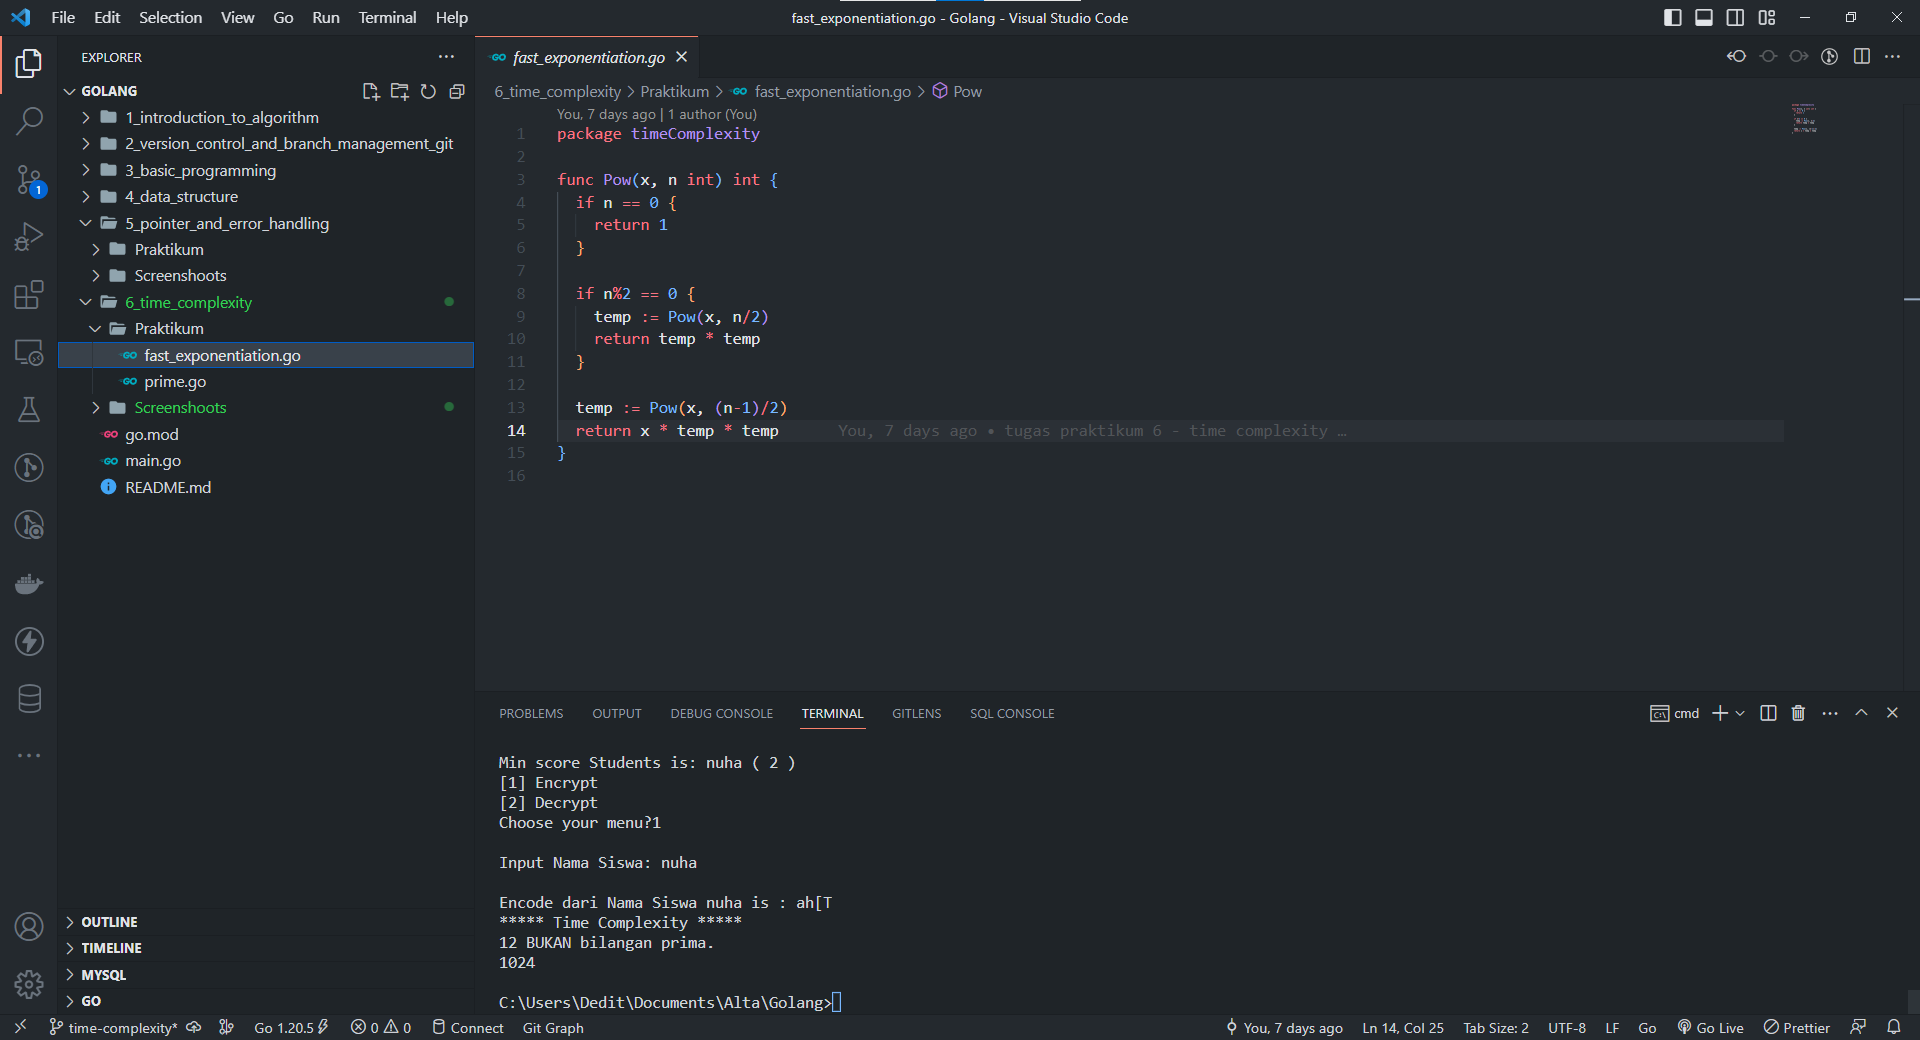 File Edit Selection View Go Run Terminal Help
fast_exponentiation.go - Golang - Visual Studio Code
EXPLORER
GOLANG
1_introduction_to_algorithm
2_version_control_and_branch_management_git
3_basic_programming
4_data_structure
5_pointer_and_error_handling
Praktikum
Screenshoots
6_time_complexity
Praktikum
GO fast_exponentiation.go
GO prime.go
Screenshoots
GO go.mod
GO main.go
README.md
OUTLINE
TIMELINE
MYSQL
GO
1
GO fast_exponentiation.go
6_time_complexity > Praktikum > GO fast_exponentiation.go > Pow
You, 7 days ago | 1 author (You)
1 package timeComplexity
2
3 func Pow(x, n int) int {
4 if n == 0 {
5 return 1
6 }
7
8 if n%2 == 0 {
9 temp := Pow(x, n/2)
10 return temp * temp
11 }
12
13 temp := Pow(x, (n-1)/2)
14 return x * temp * temp You, 7 days ago • tugas praktikum 6 - time complexity …
15 }
16
PROBLEMS OUTPUT DEBUG CONSOLE TERMINAL GITLENS SQL CONSOLE
cmd
Min score Students is: nuha ( 2 )
[1] Encrypt
[2] Decrypt
Choose your menu?1
Input Nama Siswa: nuha
Encode dari Nama Siswa nuha is : ah[T
***** Time Complexity *****
12 BUKAN bilangan prima.
1024
C:\Users\Dedit\Documents\Alta\Golang>
time-complexity* Go 1.20.5 0 0 Connect Git Graph You, 7 days ago Ln 14, Col 25 Tab Size: 2 UTF-8 LF Go Go Live Prettier